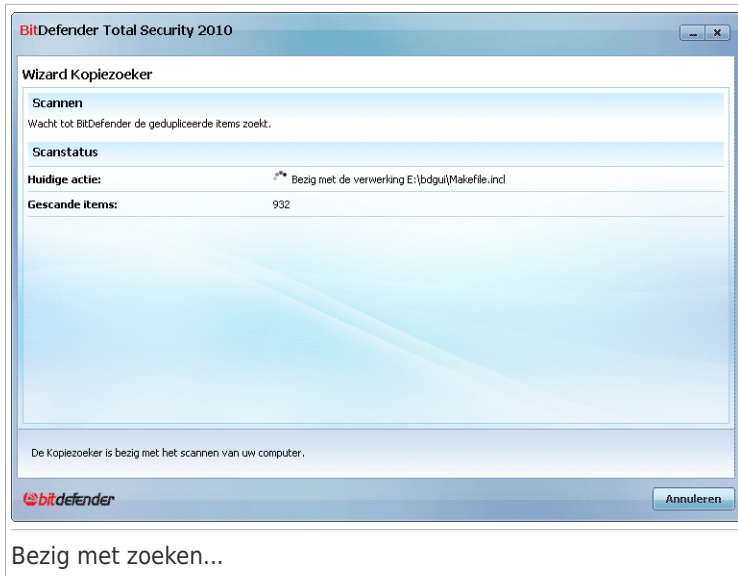 BitDefender Total Security 2010
Wizard Kopiezoeker
Scannen
Wacht tot BitDefender de gedupliceerde items zoekt.
Scanstatus
Huidige actie: Bezig met de verwerking E:\bdgui\Makefile.incl
Gescande items: 932
De Kopiezoeker is bezig met het scannen van uw computer.
bitdefender
Annuleren
Bezig met zoeken...